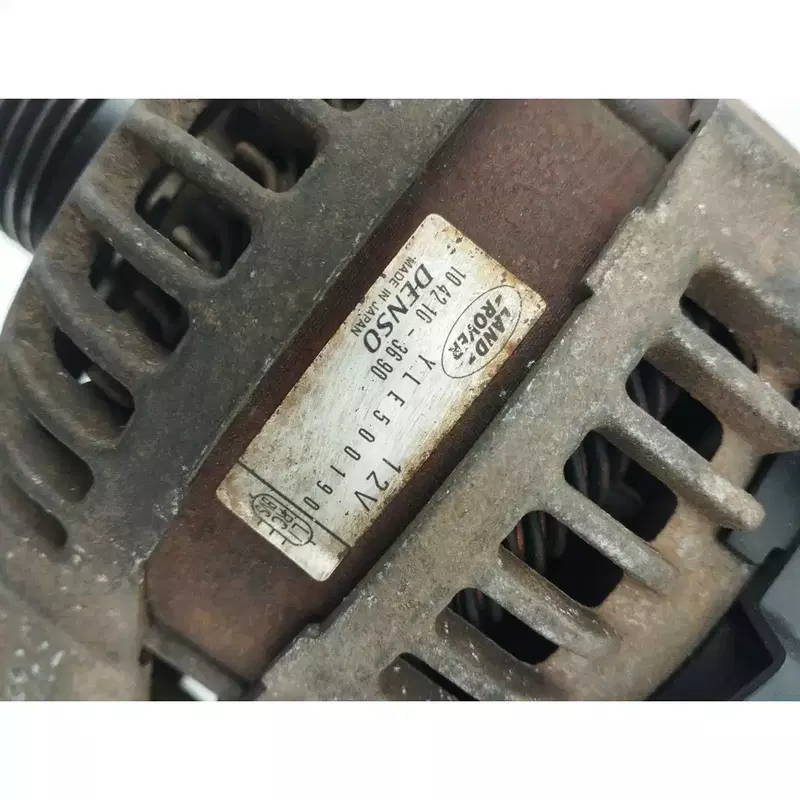 LAND-
-ROVER
YLE500190
104210-3690 12V
DENSO
MADE IN JAPAN